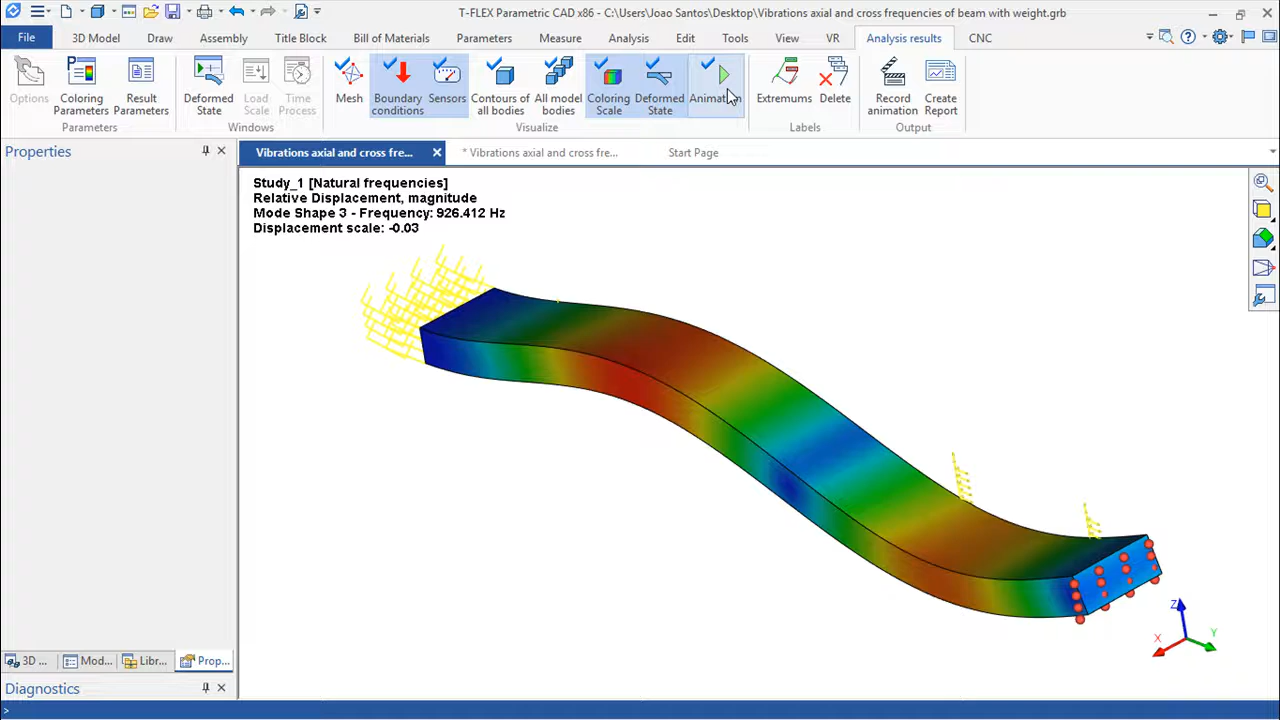 T-FLEX Parametric CAD x86 - C:\Users\Joao Santos\Desktop\Vibrations axial and cross frequencies of beam with weight.grb
File 3D Model Draw Assembly Title Block Bill of Materials Parameters Measure Analysis Edit Tools View VR Analysis results CNC
Options
Coloring
Parameters
Result
Parameters
Parameters
Deformed
State
Load
Scale
Time
Process
Windows
Mesh
Boundary
conditions
Sensors
Contours of
all bodies
All model
bodies
Coloring
Scale
Deformed
State
Visualize
Extremums
Delete
Labels
Record
animation
Create
Report
Output
Properties
Vibrations axial and cross fre...
* Vibrations axial and cross fre...
Start Page
Study_1 [Natural frequencies]
Relative Displacement, magnitude
Mode Shape 3 - Frequency: 926.412 Hz
Displacement scale: -0.03
Z
X
Y
3D ... Mod... Libr... Prop...
Diagnostics
>